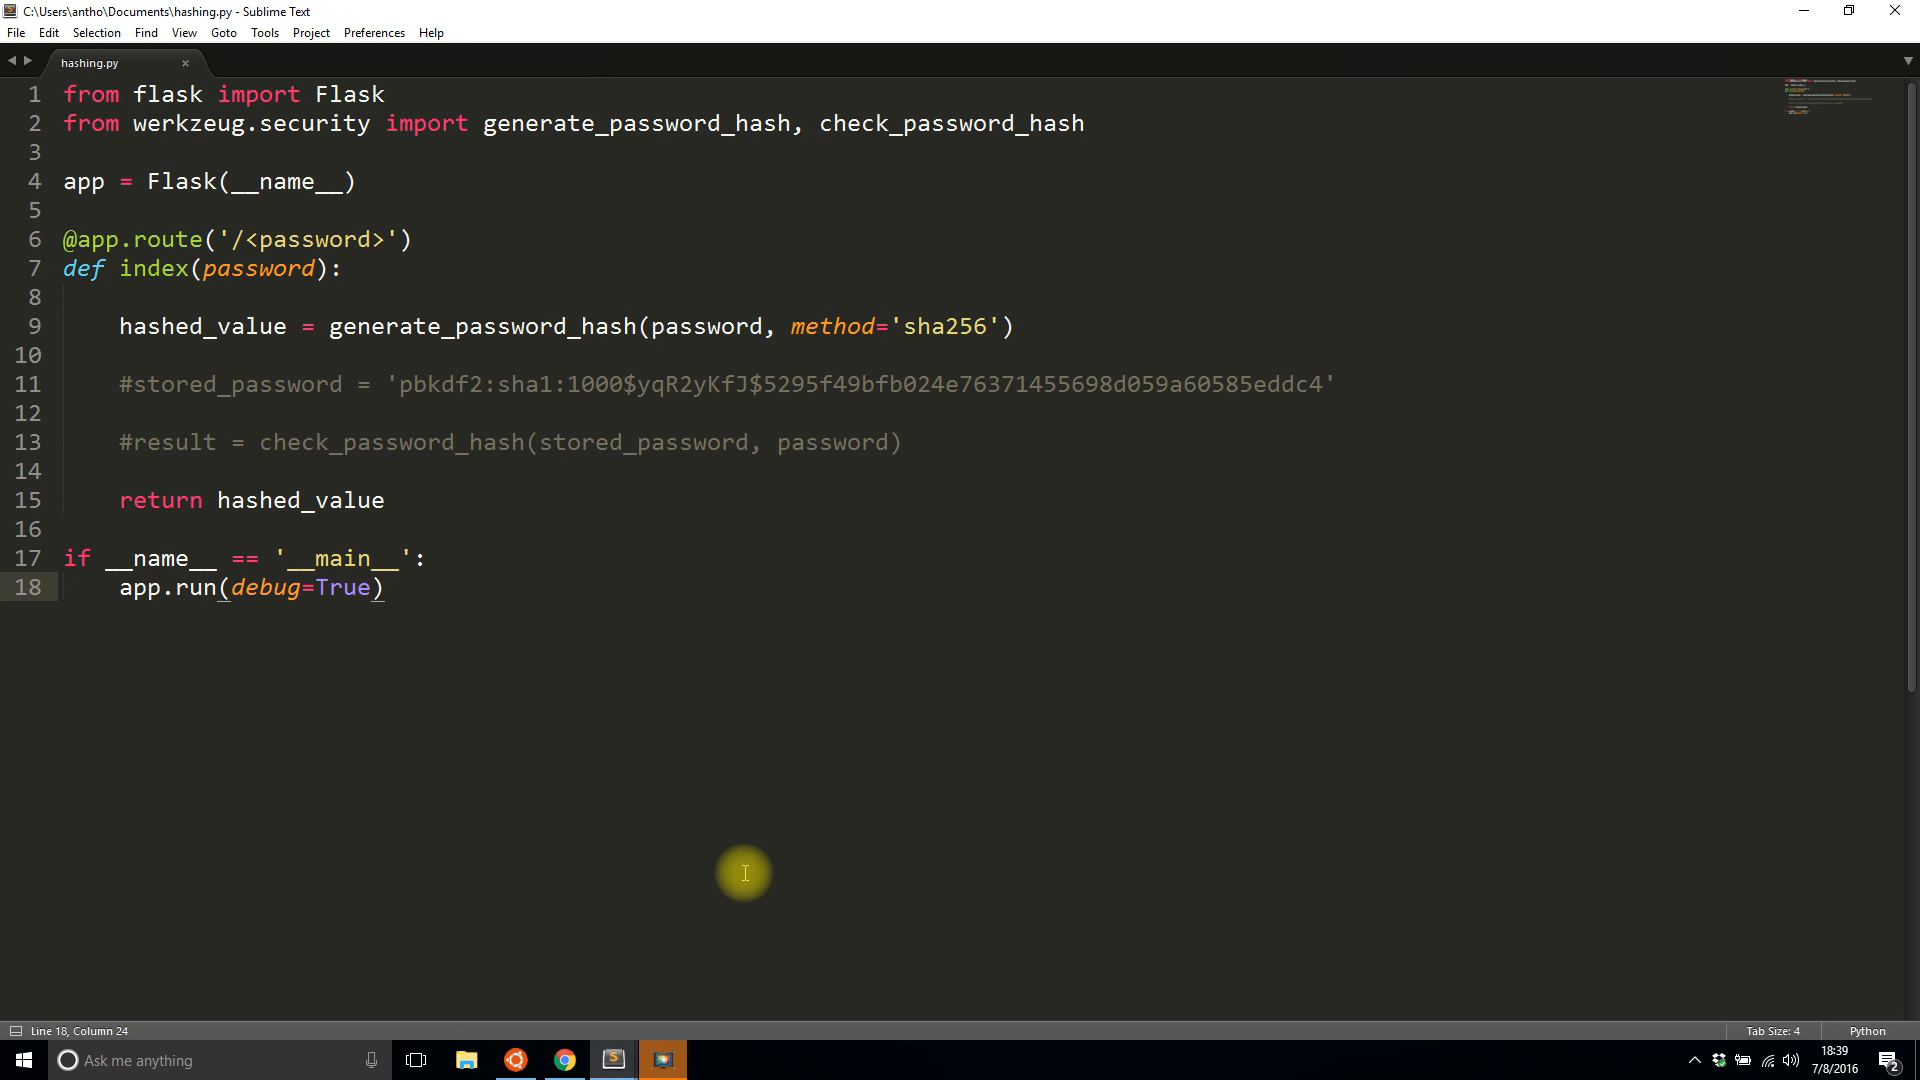 C:\Users\antho\Documents\hashing.py - Sublime Text
File Edit Selection Find View Goto Tools Project Preferences Help
hashing.py
1 from flask import Flask
2 from werkzeug.security import generate_password_hash, check_password_hash
3
4 app = Flask(__name__)
5
6 @app.route('/<password>')
7 def index(password):
8
9     hashed_value = generate_password_hash(password, method='sha256')
10
11     #stored_password = 'pbkdf2:sha1:1000$yqR2yKfJ$5295f49bfb024e76371455698d059a60585eddc4'
12
13     #result = check_password_hash(stored_password, password)
14
15     return hashed_value
16
17 if __name__ == '__main__':
18     app.run(debug=True)
Line 18, Column 24 Tab Size: 4 Python
Ask me anything
18:39
7/8/2016
2